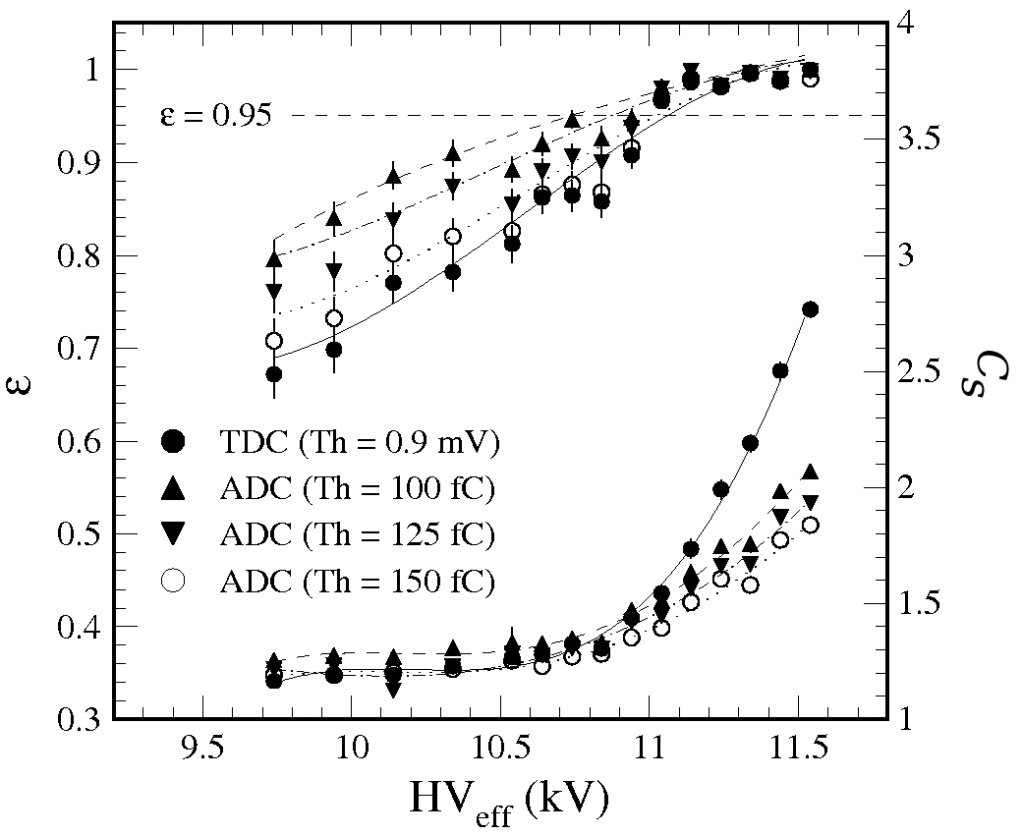 1
ε = 0.95
0.9
0.8
0.7
0.6
0.5
0.4
0.3
ε
TDC (Th = 0.9 mV)
ADC (Th = 100 fC)
ADC (Th = 125 fC)
ADC (Th = 150 fC)
4
3.5
3
2.5
2
1.5
1
C_S
9.5 10 10.5 11 11.5
HV_eff (kV)